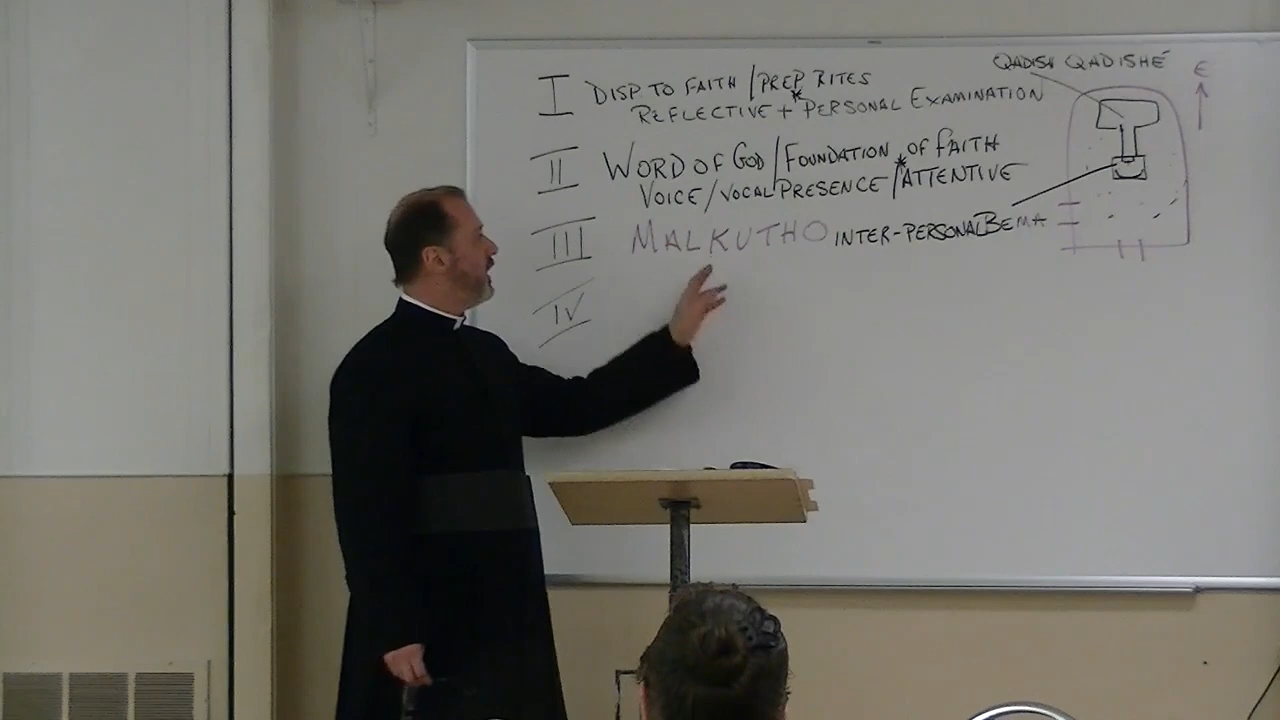 I DISP TO FAITH / PREP RITES
REFLECTIVE + * PERSONAL EXAMINATION
II WORD OF GOD / FOUNDATION OF FAITH
VOICE / VOCAL PRESENCE / * ATTENTIVE
III MALKUTHO INTER-PERSONAL
IV
QADISH QADISHÉ
E
BEMA